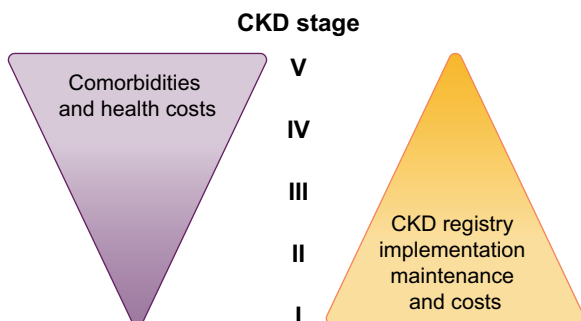 CKD stage
Comorbidities
and health costs
V
IV
III
II
I
CKD registry
implementation
maintenance
and costs